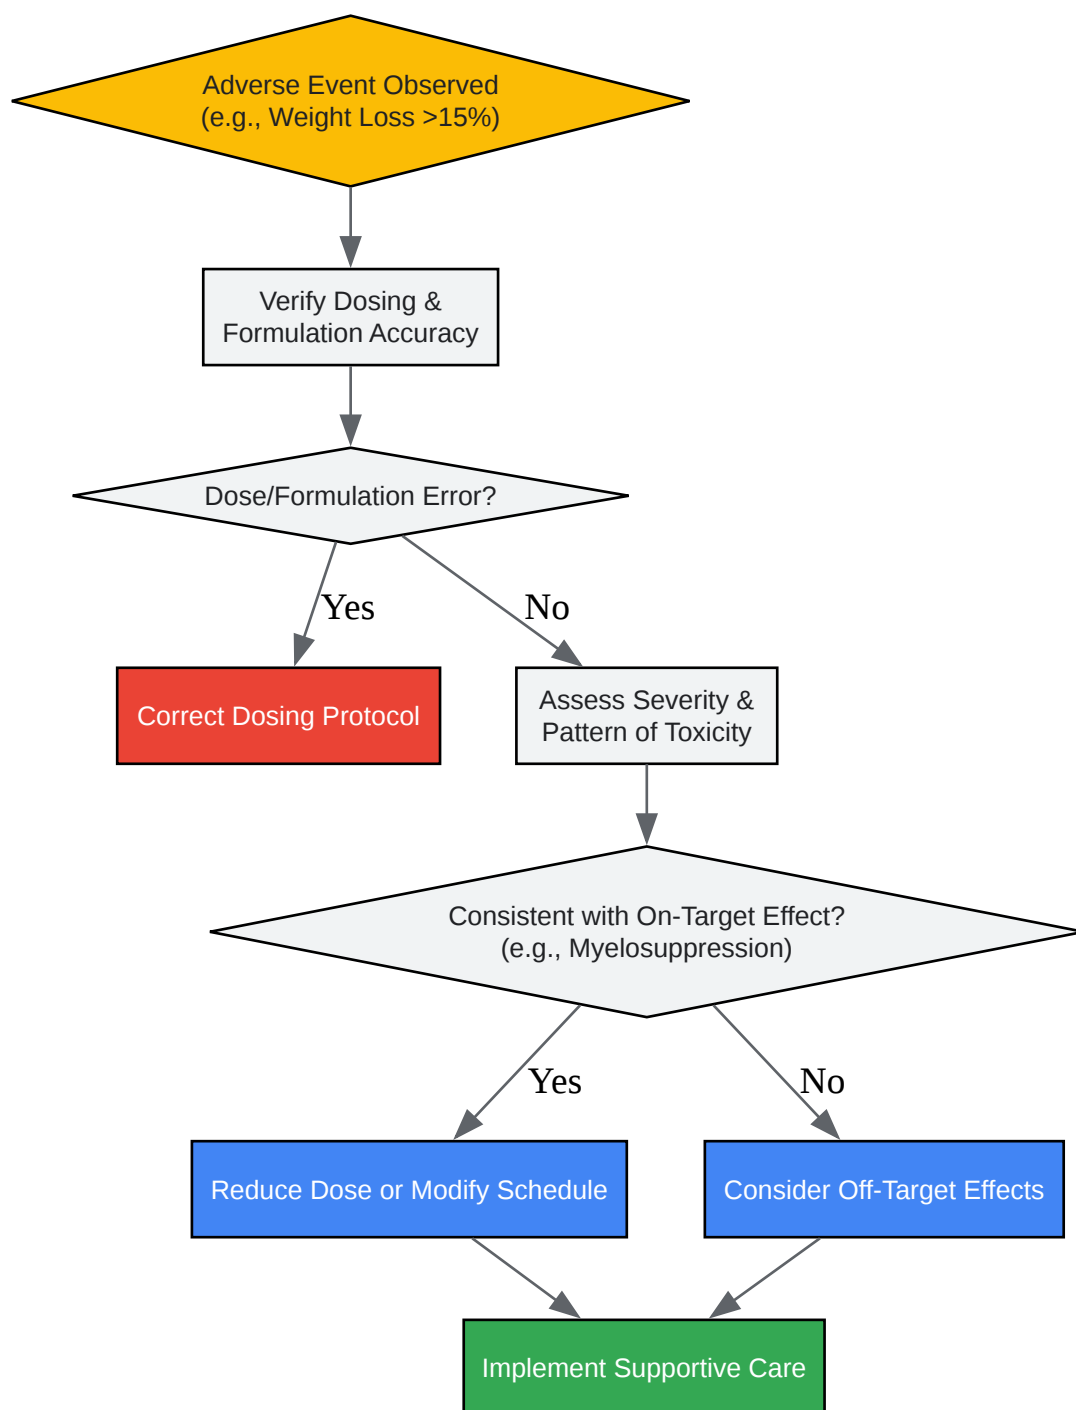 Adverse Event Observed
(e.g., Weight Loss >15%)
Verify Dosing &
Formulation Accuracy
Dose/Formulation Error?
Yes
No
Correct Dosing Protocol
Assess Severity &
Pattern of Toxicity
Consistent with On-Target Effect?
(e.g., Myelosuppression)
Yes
No
Reduce Dose or Modify Schedule
Consider Off-Target Effects
Implement Supportive Care